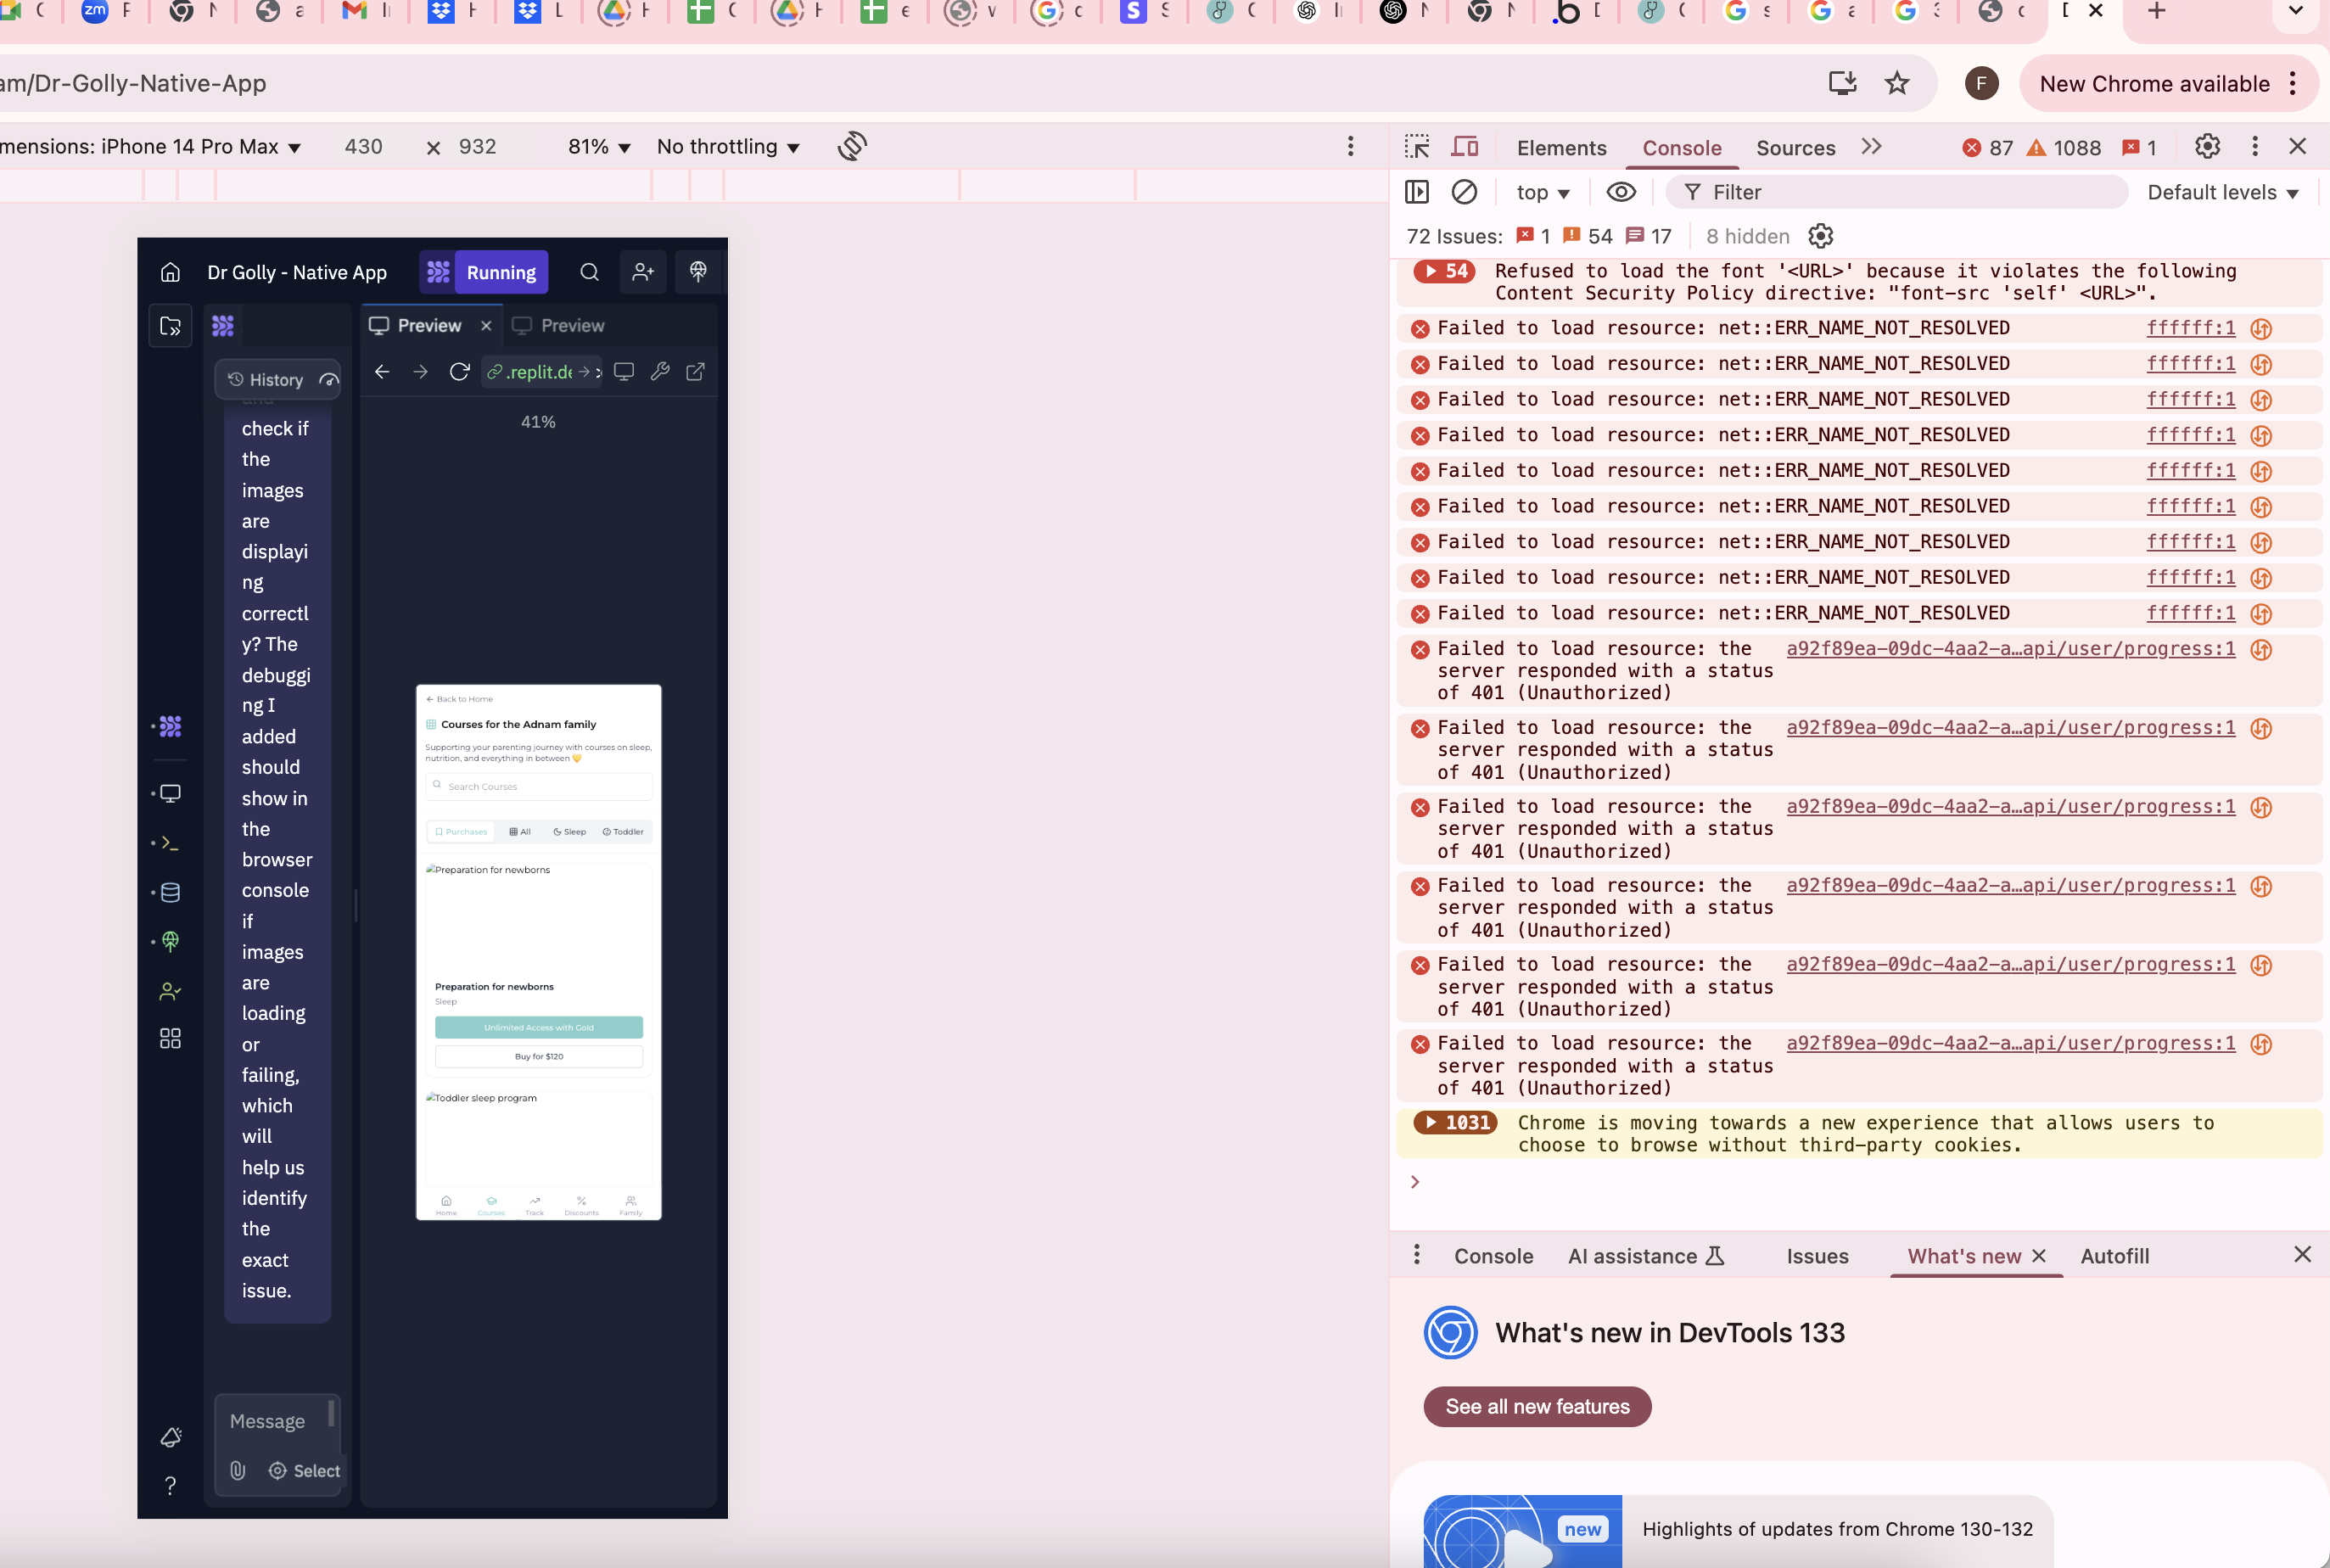 am/Dr-Golly-Native-App
F
New Chrome available
mensions: iPhone 14 Pro Max
430
×
932
81%
No throttling
Elements
Console
Sources
87
1088
1
top
Filter
Default levels
72 Issues:
1
54
17
8 hidden
54
Refused to load the font '<URL>' because it violates the following
Content Security Policy directive: "font-src 'self' <URL>".
Failed to load resource: net::ERR_NAME_NOT_RESOLVED
ffffff:1
Failed to load resource: net::ERR_NAME_NOT_RESOLVED
ffffff:1
Failed to load resource: net::ERR_NAME_NOT_RESOLVED
ffffff:1
Failed to load resource: net::ERR_NAME_NOT_RESOLVED
ffffff:1
Failed to load resource: net::ERR_NAME_NOT_RESOLVED
ffffff:1
Failed to load resource: net::ERR_NAME_NOT_RESOLVED
ffffff:1
Failed to load resource: net::ERR_NAME_NOT_RESOLVED
ffffff:1
Failed to load resource: net::ERR_NAME_NOT_RESOLVED
ffffff:1
Failed to load resource: net::ERR_NAME_NOT_RESOLVED
ffffff:1
Failed to load resource: the
server responded with a status
of 401 (Unauthorized)
a92f89ea-09dc-4aa2-a…api/user/progress:1
Failed to load resource: the
server responded with a status
of 401 (Unauthorized)
a92f89ea-09dc-4aa2-a…api/user/progress:1
Failed to load resource: the
server responded with a status
of 401 (Unauthorized)
a92f89ea-09dc-4aa2-a…api/user/progress:1
Failed to load resource: the
server responded with a status
of 401 (Unauthorized)
a92f89ea-09dc-4aa2-a…api/user/progress:1
Failed to load resource: the
server responded with a status
of 401 (Unauthorized)
a92f89ea-09dc-4aa2-a…api/user/progress:1
Failed to load resource: the
server responded with a status
of 401 (Unauthorized)
a92f89ea-09dc-4aa2-a…api/user/progress:1
1031
Chrome is moving towards a new experience that allows users to
choose to browse without third-party cookies.
Console
AI assistance
Issues
What's new
Autofill
What's new in DevTools 133
See all new features
new
Highlights of updates from Chrome 130-132
Dr Golly - Native App
Running
Preview
Preview
History
.replit.de
41%
and
check if
the
images
are
displayi
ng
correctl
y? The
debuggi
ng I
added
should
show in
the
browser
console
if
images
are
loading
or
failing,
which
will
help us
identify
the
exact
issue.
Message
Select
Back to Home
Courses for the Adnam family
Supporting your parenting journey with courses on sleep,
nutrition, and everything in between
Search Courses
Purchases
All
Sleep
Toddler
Preparation for newborns
Preparation for newborns
Sleep
Unlimited Access with Gold
Buy for $120
Toddler sleep program
Home
Courses
Track
Discounts
Family